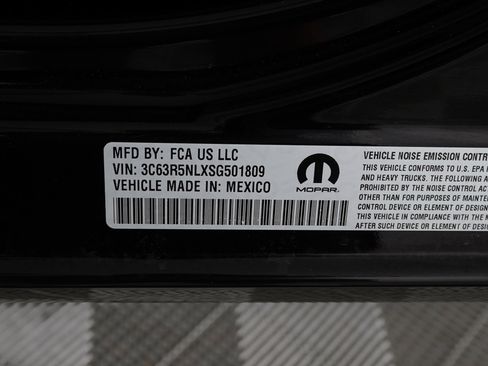 MFD BY: FCA US LLC
VIN: 3C63R5NLXSG501809
VEHICLE MADE IN: MEXICO
MOPAR
VEHICLE NOISE EMISSION CONTR
THIS VEHICLE CONFORMS TO U.S. EPA
AND HEAVY TRUCKS. THE FOLLOWING
PROHIBITED BY THE NOISE CONTROL A
OTHER THAN FOR PURPOSES OF MAINTE
CONTROL DEVICE OR ELEMENT OF DESIG
THIS VEHICLE IN COMPLIANCE WITH THE N
AFTER SUCH DEVICE OR ELEMENT OF DESIGN